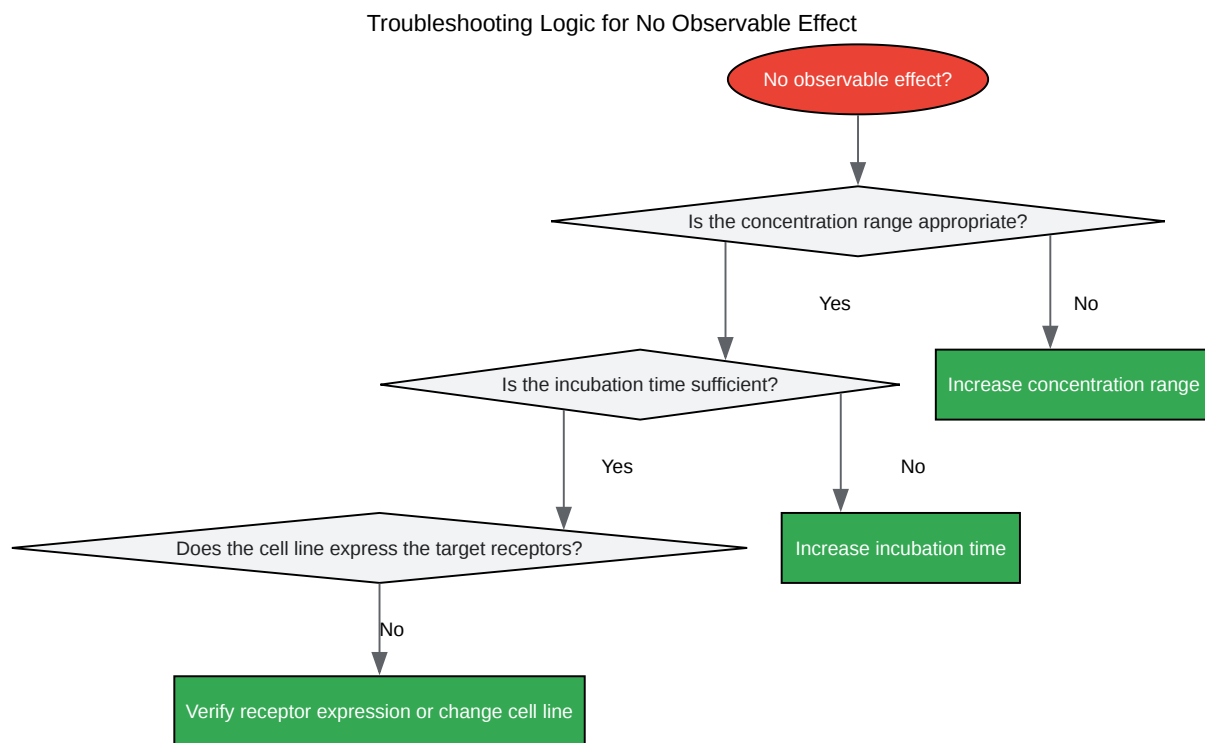 Troubleshooting Logic for No Observable Effect
No observable effect?
Is the concentration range appropriate?
Yes
No
Is the incubation time sufficient?
Increase concentration range
Yes
No
Does the cell line express the target receptors?
Increase incubation time
No
Verify receptor expression or change cell line